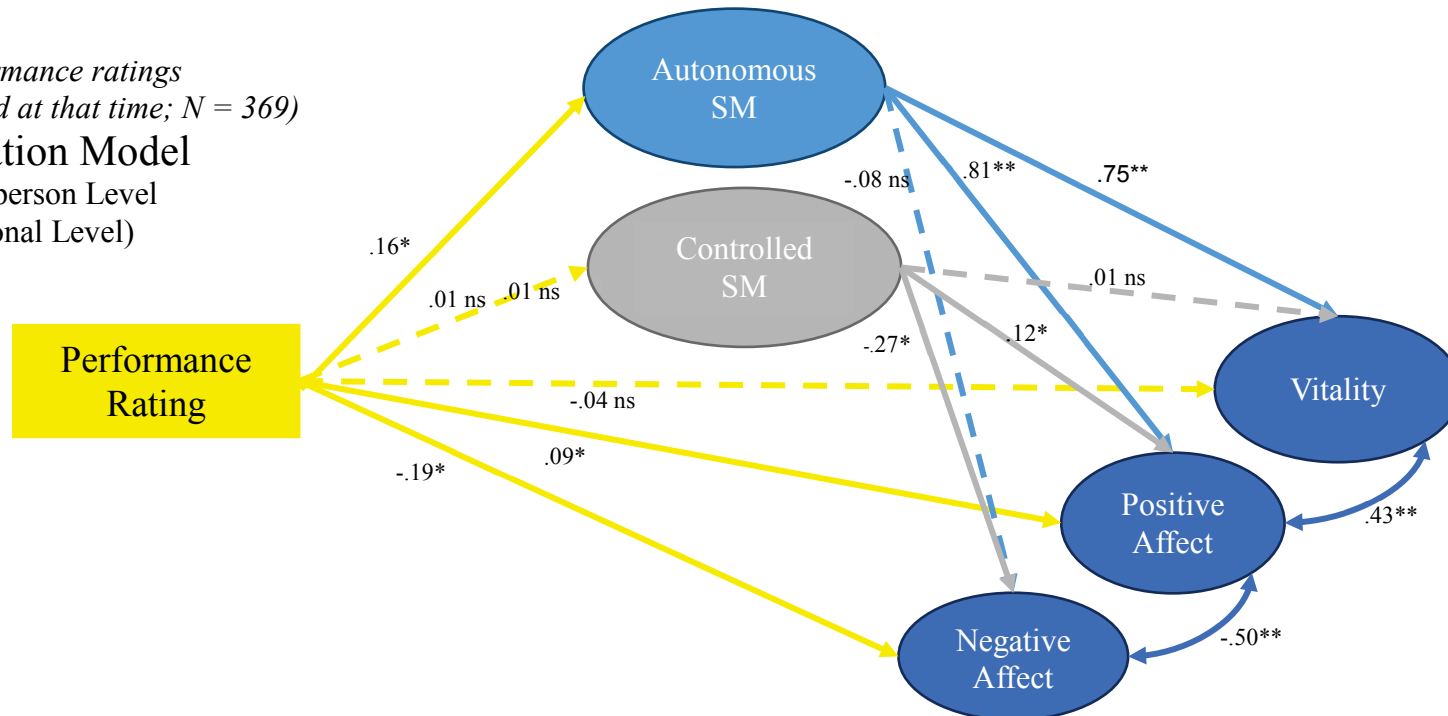 rmance ratings
d at that time; N = 369)
ation Model
person Level
onal Level)
Autonomous
SM
-.08 ns
.81**
.75**
Controlled
SM
.16*
.01 ns
.01 ns
.01 ns
-.27*
.12*
Performance
Rating
Vitality
-.04 ns
.09*
-.19*
Positive
Affect
.43**
Negative
Affect
-.50**